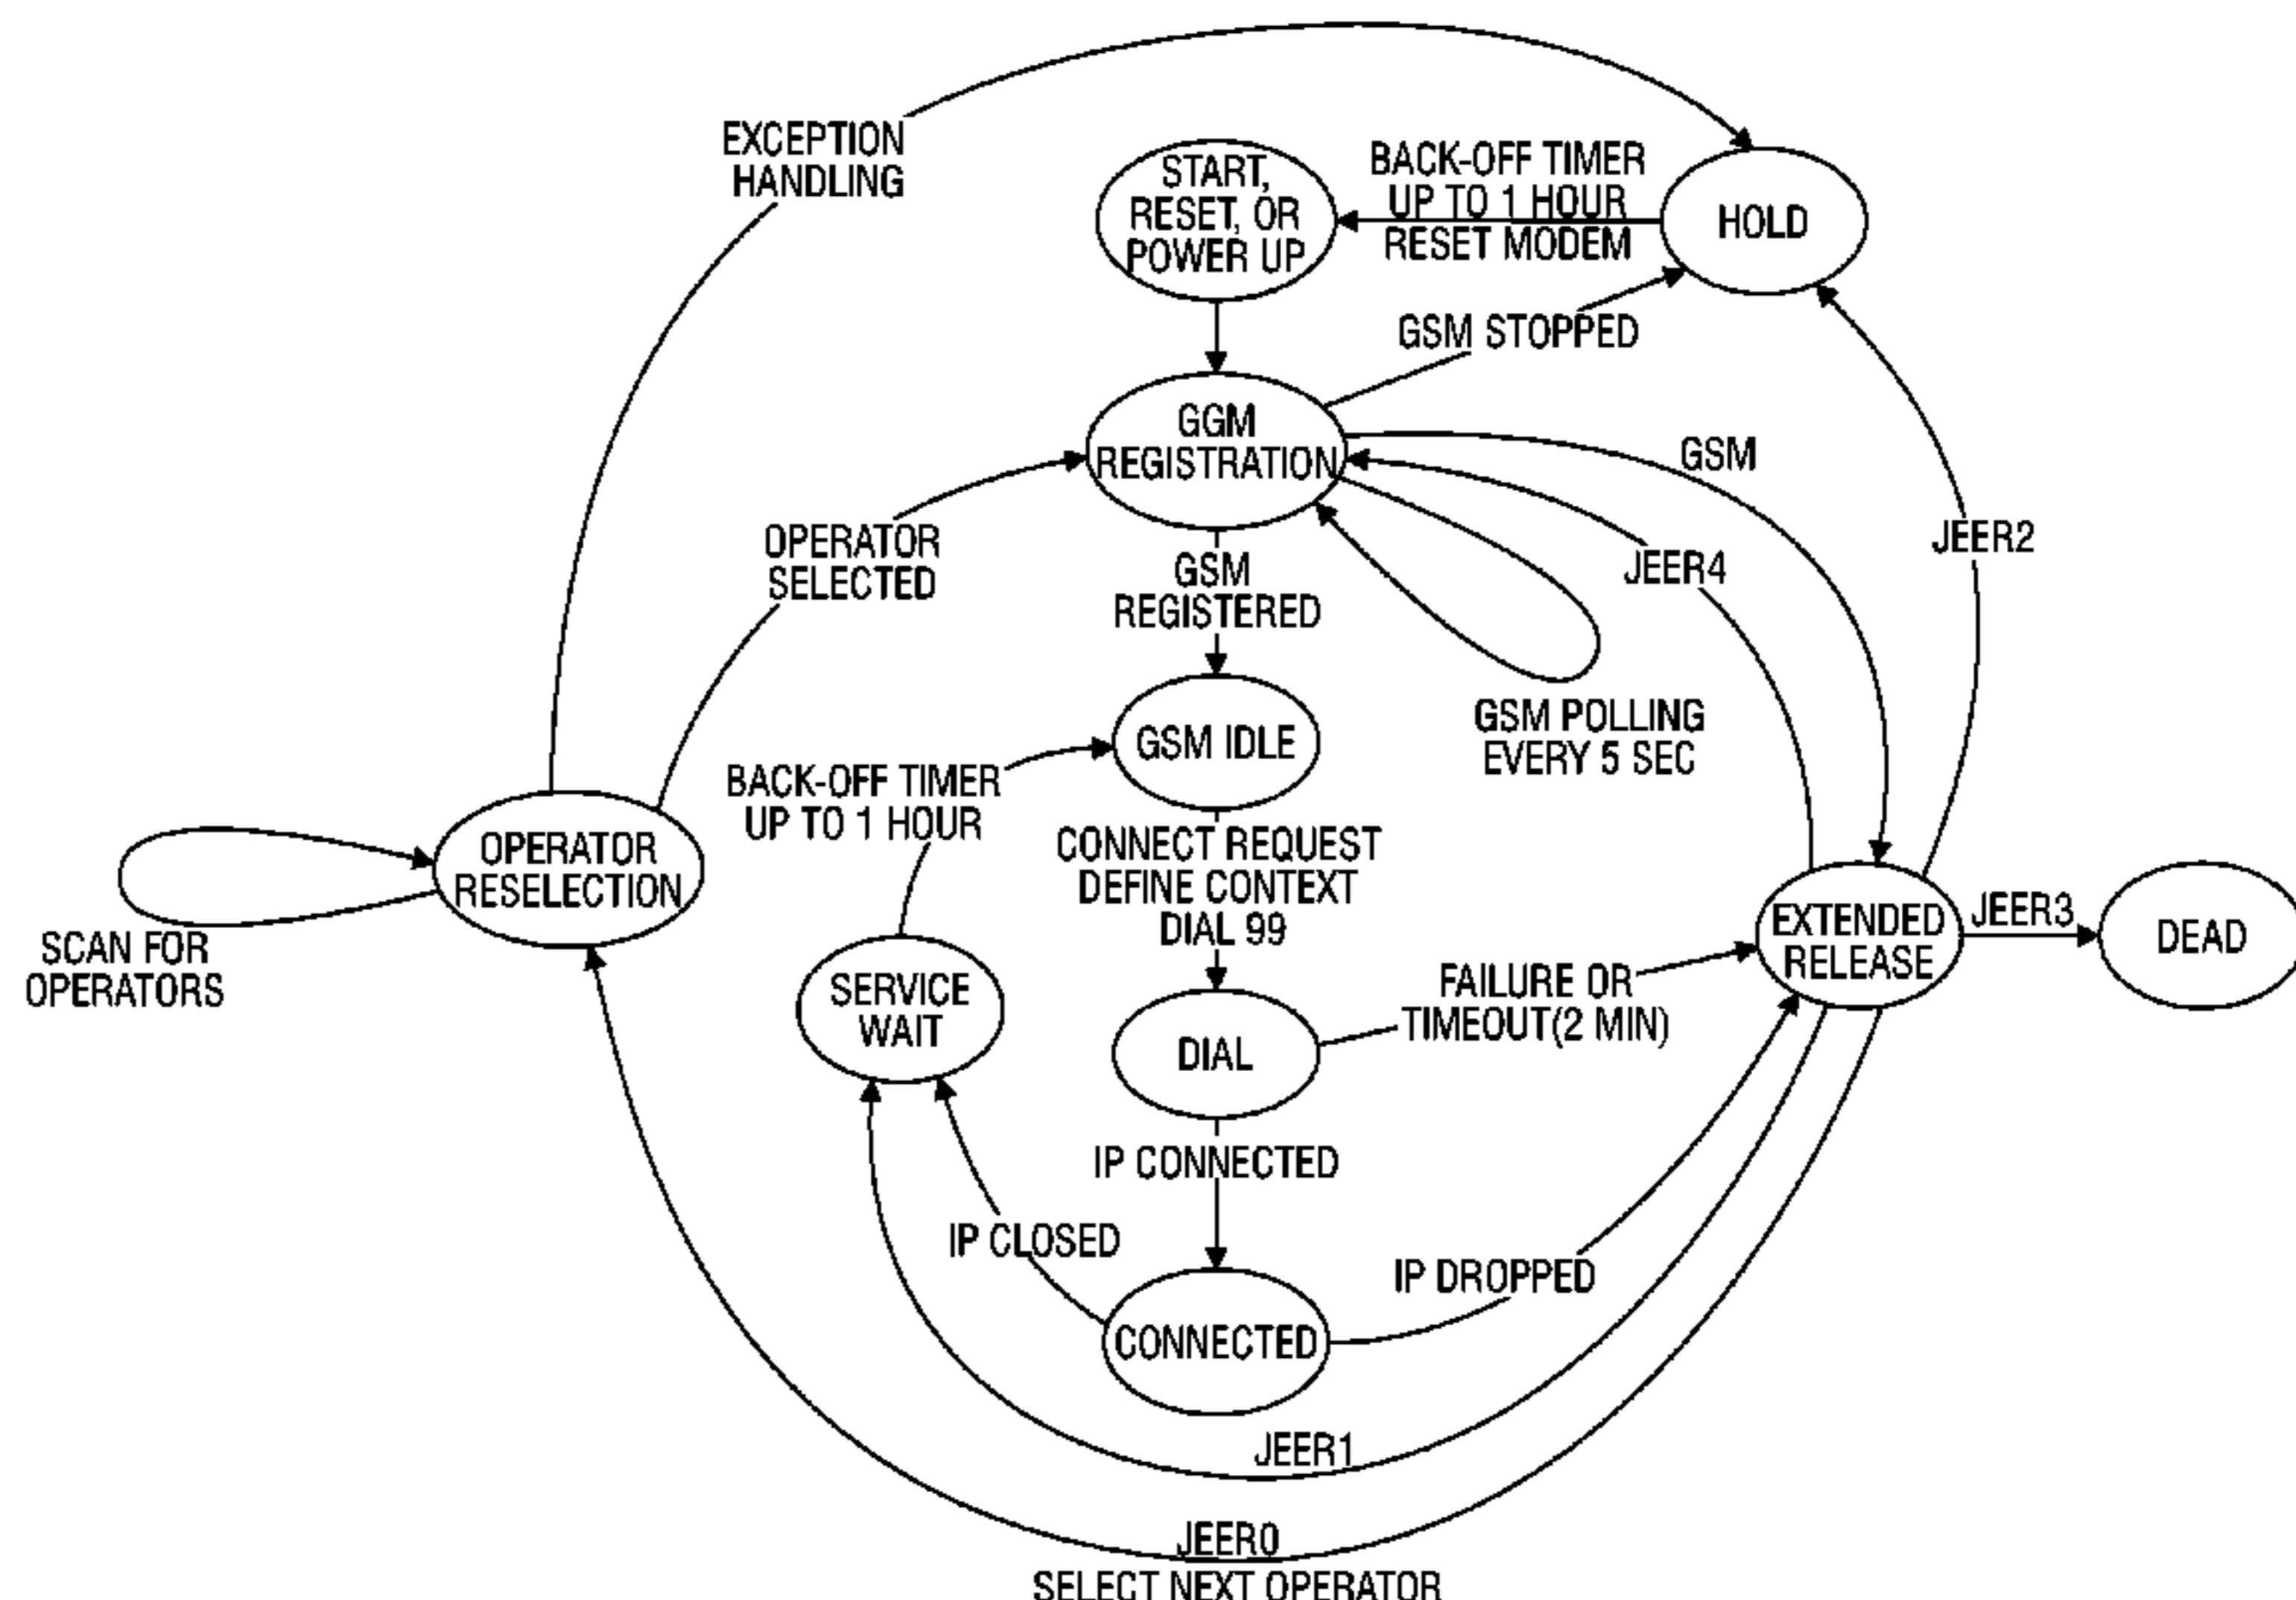 EXCEPTION
HANDLING
START,
RESET, OR
POWER UP
BACK-OFF TIMER
UP TO 1 HOUR
RESET MODEM
HOLD
GSM STOPPED
GGM
REGISTRATION
GSM
JEER2
OPERATOR
SELECTED
GSM
REGISTERED
JEER4
GSM POLLING
EVERY 5 SEC
GSM IDLE
BACK-OFF TIMER
UP TO 1 HOUR
OPERATOR
RESELECTION
CONNECT REQUEST
DEFINE CONTEXT
DIAL 99
SCAN FOR
OPERATORS
SERVICE
WAIT
EXTENDED
RELEASE
JEER3
DEAD
FAILURE OR
TIMEOUT(2 MIN)
DIAL
IP CONNECTED
IP CLOSED
IP DROPPED
CONNECTED
JEER1
JEER0
SELECT NEXT OPERATOR